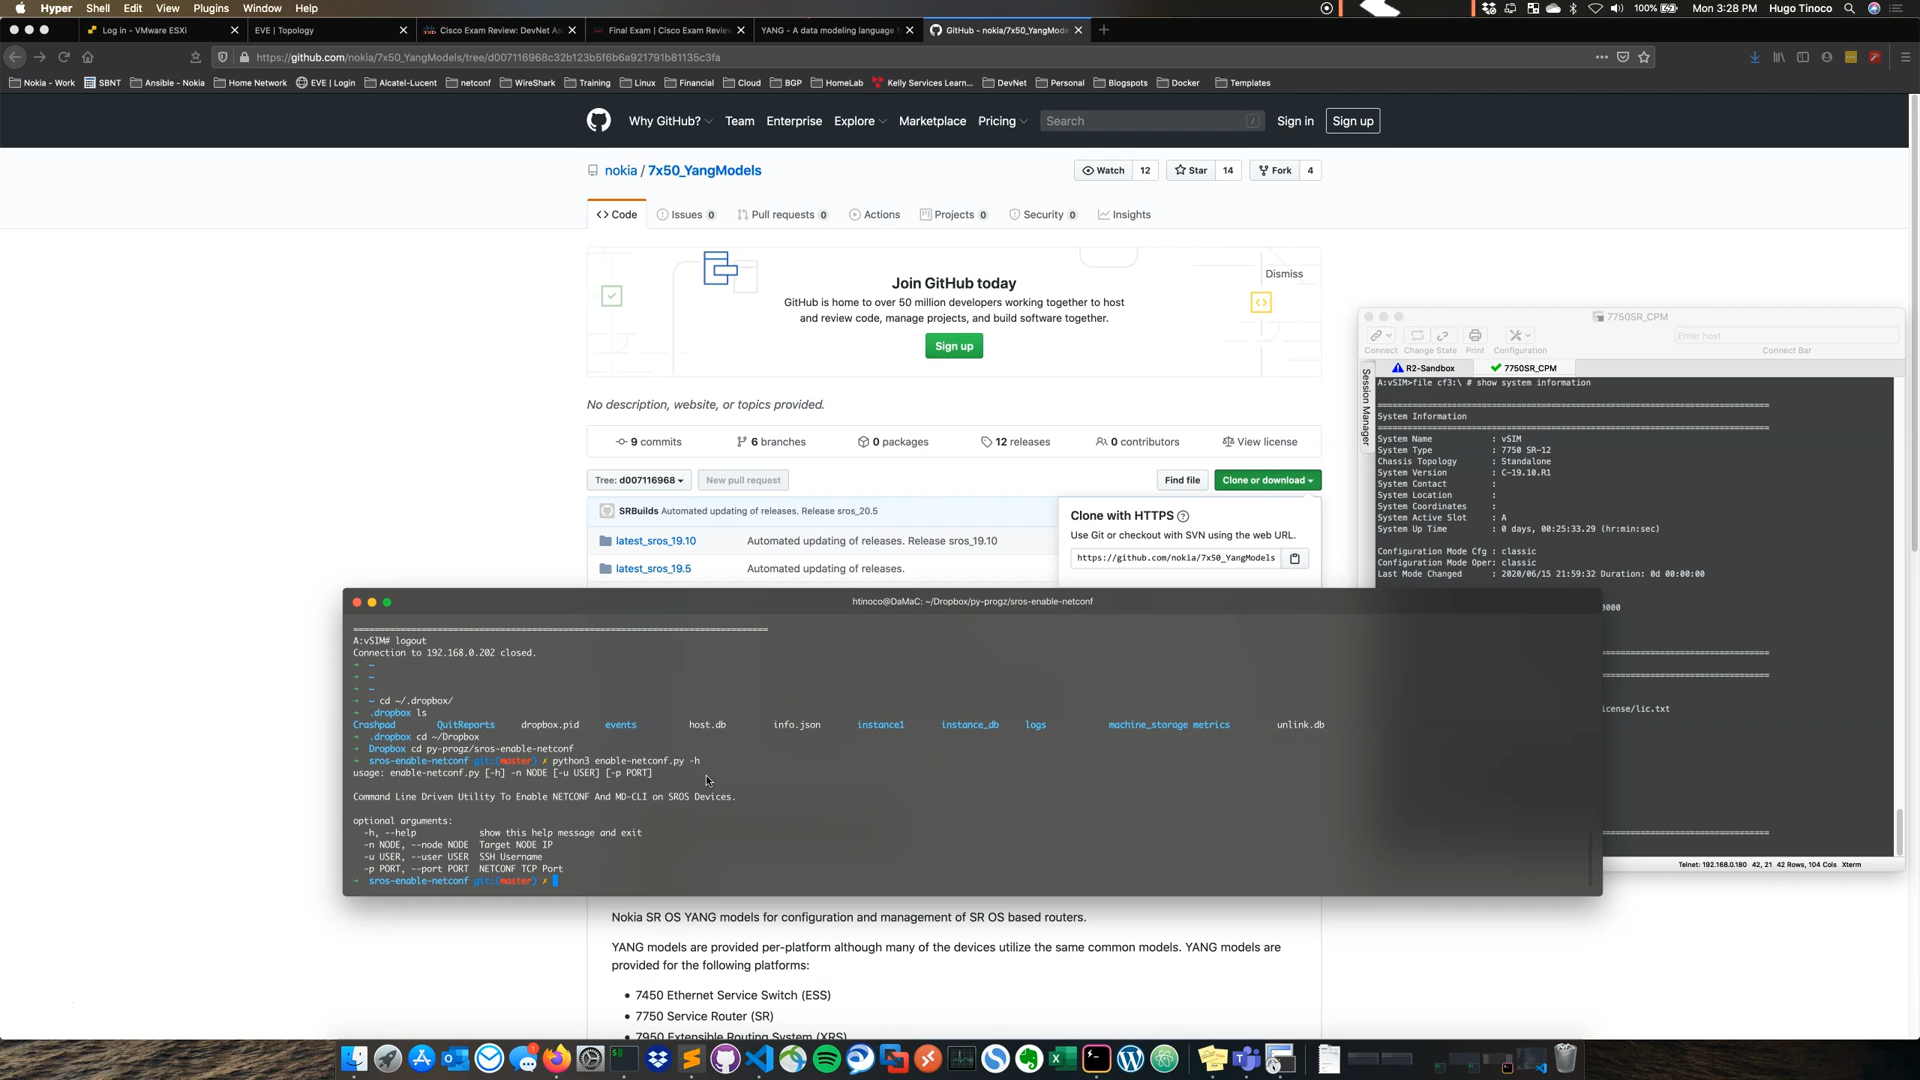 Hyper Shell Edit View Plugins Window Help
100% Mon 3:28 PM Hugo Tinoco
Log in - VMware ESXi
EVE | Topology
Cisco Exam Review: DevNet As
Final Exam | Cisco Exam Review
YANG - A data modeling language
GitHub - nokia/7x50_YangMode
https://github.com/nokia/7x50_YangModels/tree/d007116968c32b123b5f6b6a921791b81135c3fa
Nokia - Work SBNT Ansible - Nokia Home Network EVE | Login Alcatel-Lucent netconf WireShark Training Linux Financial Cloud BGP HomeLab Kelly Services Learn... DevNet Personal Blogspots Docker Templates
Why GitHub? Team Enterprise Explore Marketplace Pricing Search / Sign in Sign up
nokia / 7x50_YangModels
Watch 12 Star 14 Fork 4
Code Issues 0 Pull requests 0 Actions Projects 0 Security 0 Insights
Dismiss
Join GitHub today
GitHub is home to over 50 million developers working together to host
and review code, manage projects, and build software together.
Sign up
No description, website, or topics provided.
9 commits 6 branches 0 packages 12 releases 0 contributors View license
Tree: d007116968 New pull request Find file Clone or download
SRBuilds Automated updating of releases. Release sros_20.5
latest_sros_19.10 Automated updating of releases. Release sros_19.10
latest_sros_19.5 Automated updating of releases.
Clone with HTTPS
Use Git or checkout with SVN using the web URL.
https://github.com/nokia/7x50_YangModels
7750SR_CPM
Enter host
Connect Change State Print Configuration Connect Bar
Session Manager
R2-Sandbox 7750SR_CPM
A:vSIM>file cf3:\ # show system information
===============================================================================
System Information
===============================================================================
System Name : vSIM
System Type : 7750 SR-12
Chassis Topology : Standalone
System Version : C-19.10.R1
System Contact :
System Location :
System Coordinates :
System Active Slot : A
System Up Time : 0 days, 00:25:33.29 (hr:min:sec)
Configuration Mode Cfg : classic
Configuration Mode Oper: classic
Last Mode Changed : 2020/06/15 21:59:32 Duration: 0d 00:00:00
0000
icense/lic.txt
Telnet: 192.168.0.180 42, 21 42 Rows, 104 Cols Xterm
htinoco@DaMaC: ~/Dropbox/py-progz/sros-enable-netconf
===============================================================================
A:vSIM# logout
Connection to 192.168.0.202 closed.
➜ ~
➜ ~
➜ ~
➜ ~ cd ~/.dropbox/
➜ .dropbox ls
Crashpad QuitReports dropbox.pid events host.db info.json instance1 instance_db logs machine_storage metrics unlink.db
➜ .dropbox cd ~/Dropbox
➜ Dropbox cd py-progz/sros-enable-netconf
➜ sros-enable-netconf git:(master) ✗ python3 enable-netconf.py -h
usage: enable-netconf.py [-h] -n NODE [-u USER] [-p PORT]
Command Line Driven Utility To Enable NETCONF And MD-CLI on SROS Devices.
optional arguments:
-h, --help show this help message and exit
-n NODE, --node NODE Target NODE IP
-u USER, --user USER SSH Username
-p PORT, --port PORT NETCONF TCP Port
➜ sros-enable-netconf git:(master) ✗
Nokia SR OS YANG models for configuration and management of SR OS based routers.
YANG models are provided per-platform although many of the devices utilize the same common models. YANG models are
provided for the following platforms:
• 7450 Ethernet Service Switch (ESS)
• 7750 Service Router (SR)
• 7950 Extensible Routing System (XRS)